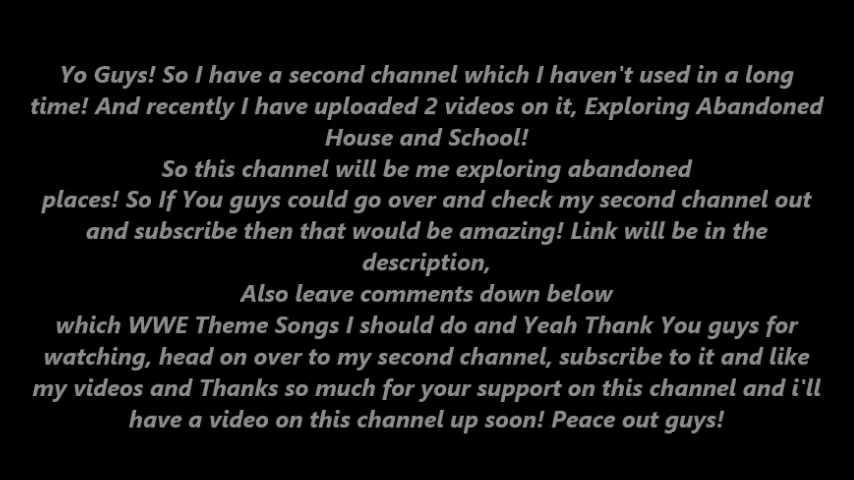 Yo Guys! So I have a second channel which I haven't used in a long
time! And recently I have uploaded 2 videos on it, Exploring Abandoned
House and School!
So this channel will be me exploring abandoned
places! So If You guys could go over and check my second channel out
and subscribe then that would be amazing! Link will be in the
description,
Also leave comments down below
which WWE Theme Songs I should do and Yeah Thank You guys for
watching, head on over to my second channel, subscribe to it and like
my videos and Thanks so much for your support on this channel and i'll
have a video on this channel up soon! Peace out guys!